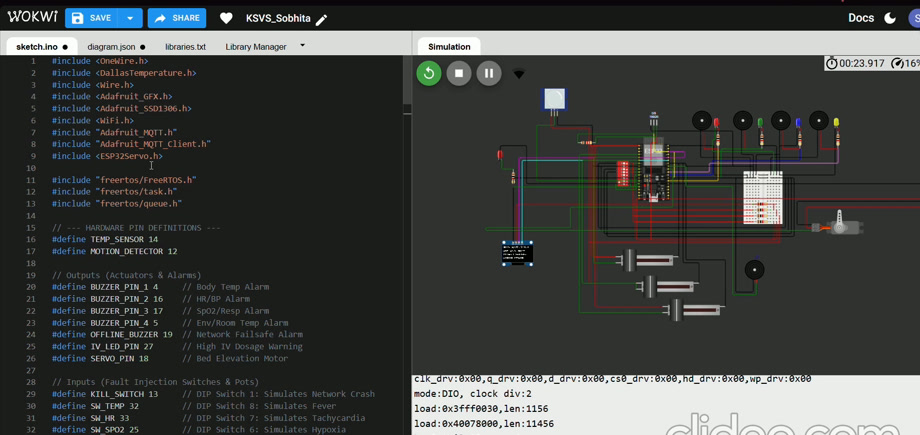 WOKWI
SAVE
SHARE
KSVS_Sobhita
Docs
S
sketch.ino
diagram.json
libraries.txt
Library Manager
Simulation
00:23.917
16%
1 #include <OneWire.h>
2 #include <DallasTemperature.h>
3 #include <Wire.h>
4 #include <Adafruit_GFX.h>
5 #include <Adafruit_SSD1306.h>
6 #include <WiFi.h>
7 #include "Adafruit_MQTT.h"
8 #include "Adafruit_MQTT_Client.h"
9 #include <ESP32Servo.h>
10
11 #include "freertos/FreeRTOS.h"
12 #include "freertos/task.h"
13 #include "freertos/queue.h"
14
15 // --- HARDWARE PIN DEFINITIONS ---
16 #define TEMP_SENSOR 14
17 #define MOTION_DETECTOR 12
18
19 // Outputs (Actuators & Alarms)
20 #define BUZZER_PIN_1 4 // Body Temp Alarm
21 #define BUZZER_PIN_2 16 // HR/BP Alarm
22 #define BUZZER_PIN_3 17 // SpO2/Resp Alarm
23 #define BUZZER_PIN_4 5 // Env/Room Temp Alarm
24 #define OFFLINE_BUZZER 19 // Network Failsafe Alarm
25 #define IV_LED_PIN 27 // High IV Dosage Warning
26 #define SERVO_PIN 18 // Bed Elevation Motor
27
28 // Inputs (Fault Injection Switches & Pots)
29 #define KILL_SWITCH 13 // DIP Switch 1: Simulates Network Crash
30 #define SW_TEMP 32 // DIP Switch 8: Simulates Fever
31 #define SW_HR 33 // DIP Switch 7: Simulates Tachycardia
32 #define SW_SPO2 25 // DIP Switch 6: Simulates Hypoxia
clk_drv:0x00,q_drv:0x00,d_drv:0x00,cs0_drv:0x00,hd_drv:0x00,wp_drv:0x00
mode:DIO, clock div:2
load:0x3fff0030,len:1156
load:0x40078000,len:11456